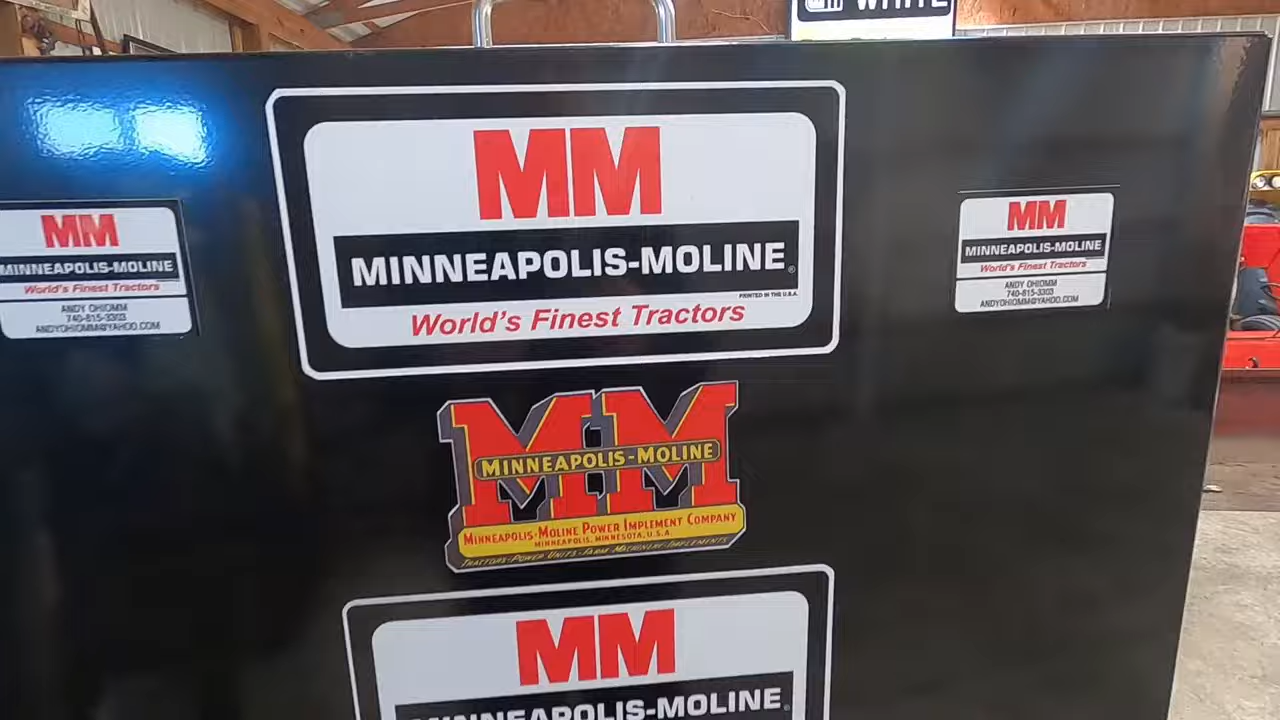 WHITE
MM
MINNEAPOLIS-MOLINE®
PRINTED IN THE U.S.A.
World's Finest Tractors
MM
MINNEAPOLIS-MOLINE
World's Finest Tractors
ANDY OHIOMM
740-815-3303
ANDYOHIOMM@YAHOO.COM
MM
MINNEAPOLIS-MOLINE
World's Finest Tractors
ANDY OHIOMM
740-815-3303
ANDYOHIOMM@YAHOO.COM
MM
MINNEAPOLIS-MOLINE
MINNEAPOLIS-MOLINE POWER IMPLEMENT COMPANY
MINNEAPOLIS, MINNESOTA, U.S.A.
TRACTORS-POWER UNITS-FARM MACHINERY-IMPLEMENTS
MM
MINNEAPOLIS-MOLINE®